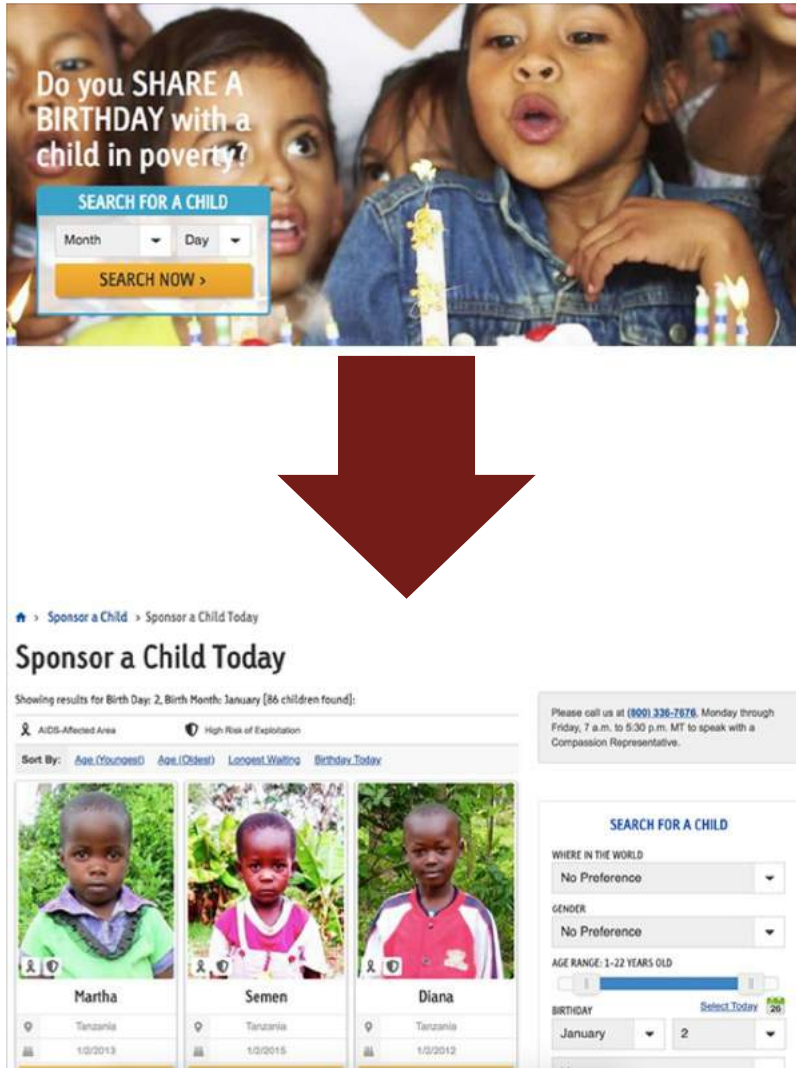 Do you SHARE A
BIRTHDAY with a
child in poverty?
SEARCH FOR A CHILD
Month Day
SEARCH NOW >
> Sponsor a Child > Sponsor a Child Today
Sponsor a Child Today
Showing results for Birth Day: 2, Birth Month: January [86 children found]:
AIDS-Affected Area High Risk of Exploitation
Sort By: Age (Youngest) Age (Oldest) Longest Waiting Birthday Today
Martha Semen Diana
Tanzania Tanzania Tanzania
1/2/2013 1/2/2015 1/2/2012
Please call us at (800) 336-7676, Monday through
Friday, 7 a.m. to 5:30 p.m. MT to speak with a
Compassion Representative.
SEARCH FOR A CHILD
WHERE IN THE WORLD
No Preference
GENDER
No Preference
AGE RANGE: 1-22 YEARS OLD
BIRTHDAY Select Today 26
January 2